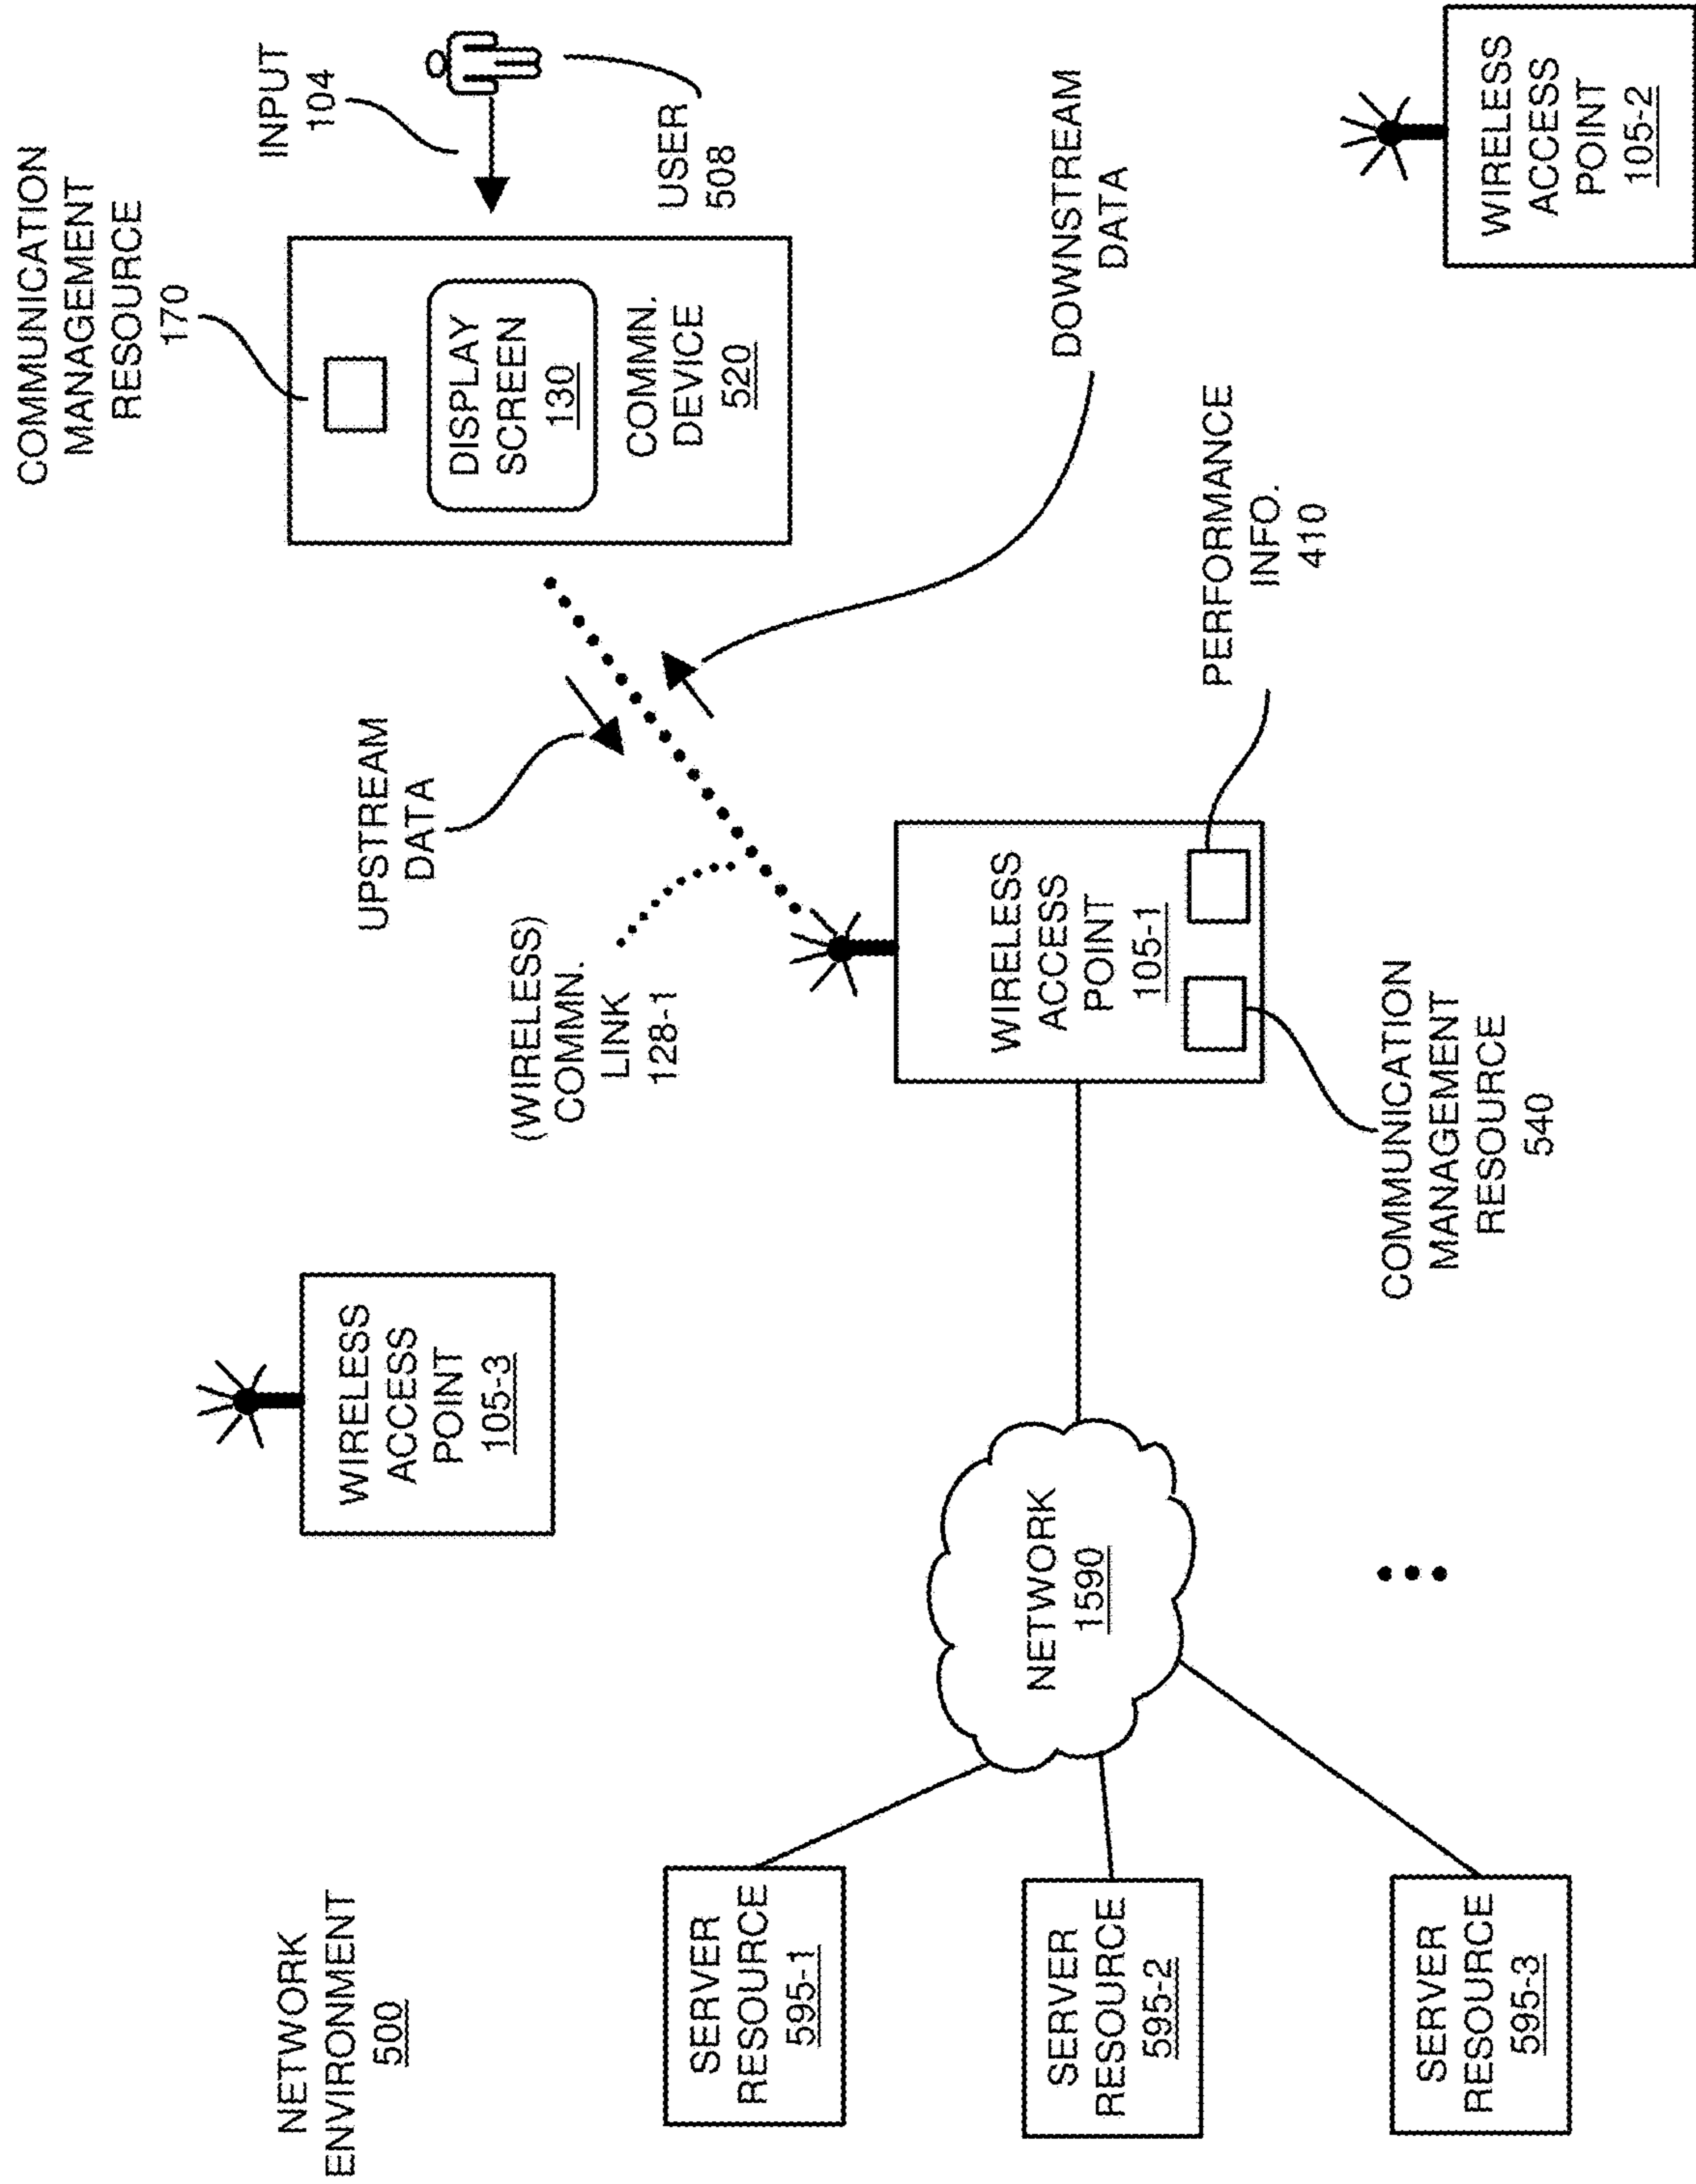 NETWORK
ENVIRONMENT
500
SERVER
RESOURCE
595-1
SERVER
RESOURCE
595-2
SERVER
RESOURCE
595-3
NETWORK
1590
WIRELESS
ACCESS
POINT
105-3
(WIRELESS)
COMMN.
LINK
128-1
UPSTREAM
DATA
WIRELESS
ACCESS
POINT
105-1
COMMUNICATION
MANAGEMENT
RESOURCE
540
PERFORMANCE
INFO.
410
DOWNSTREAM
DATA
COMMUNICATION
MANAGEMENT
RESOURCE
170
DISPLAY
SCREEN
130
COMMN.
DEVICE
520
INPUT
104
USER
508
WIRELESS
ACCESS
POINT
105-2